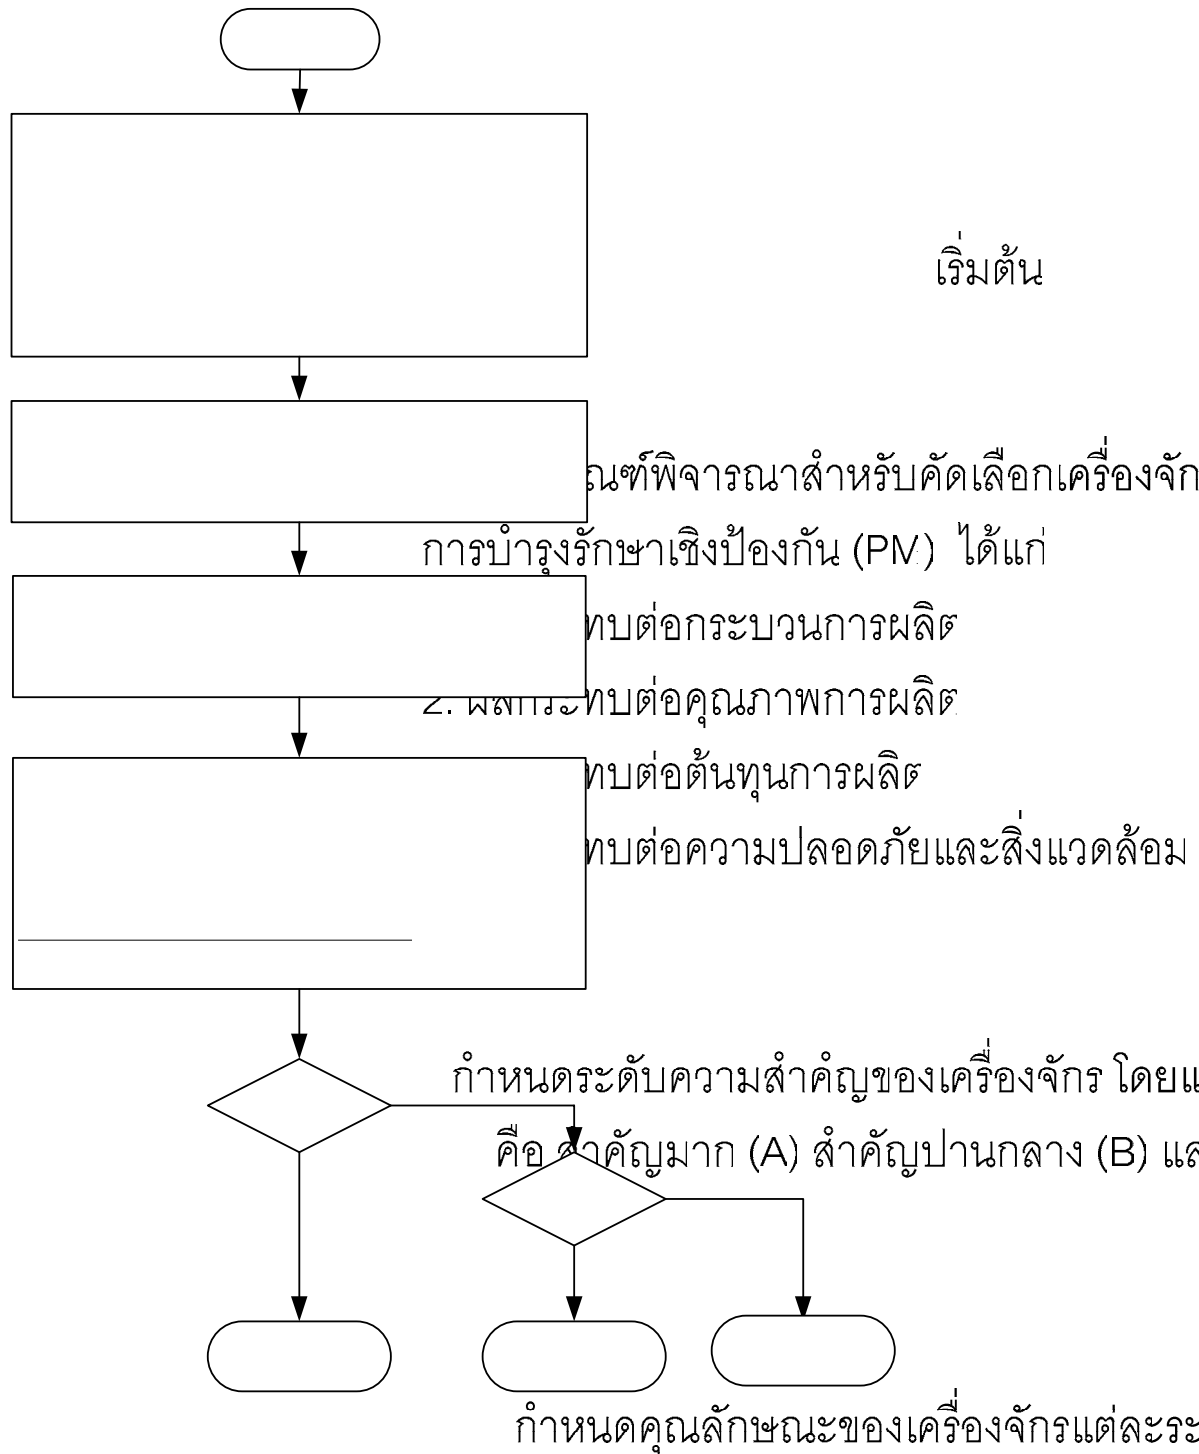 เริ่มต้น
ณฑ์พิจารณาสำหรับคัดเลือกเครื่องจัก
การบำรุงรักษาเชิงป้องกัน (PM) ได้แก่
ทบต่อกระบวนการผลิต
2. ผลกระทบต่อคุณภาพการผลิต
ทบต่อต้นทุนการผลิต
ทบต่อความปลอดภัยและสิ่งแวดล้อม
กำหนดระดับความสำคํญของเครื่องจักร โดยแ
คือ สำคัญมาก (A) สำคัญปานกลาง (B) แล
กำหนดคุณลักษณะของเครื่องจักรแต่ละระ